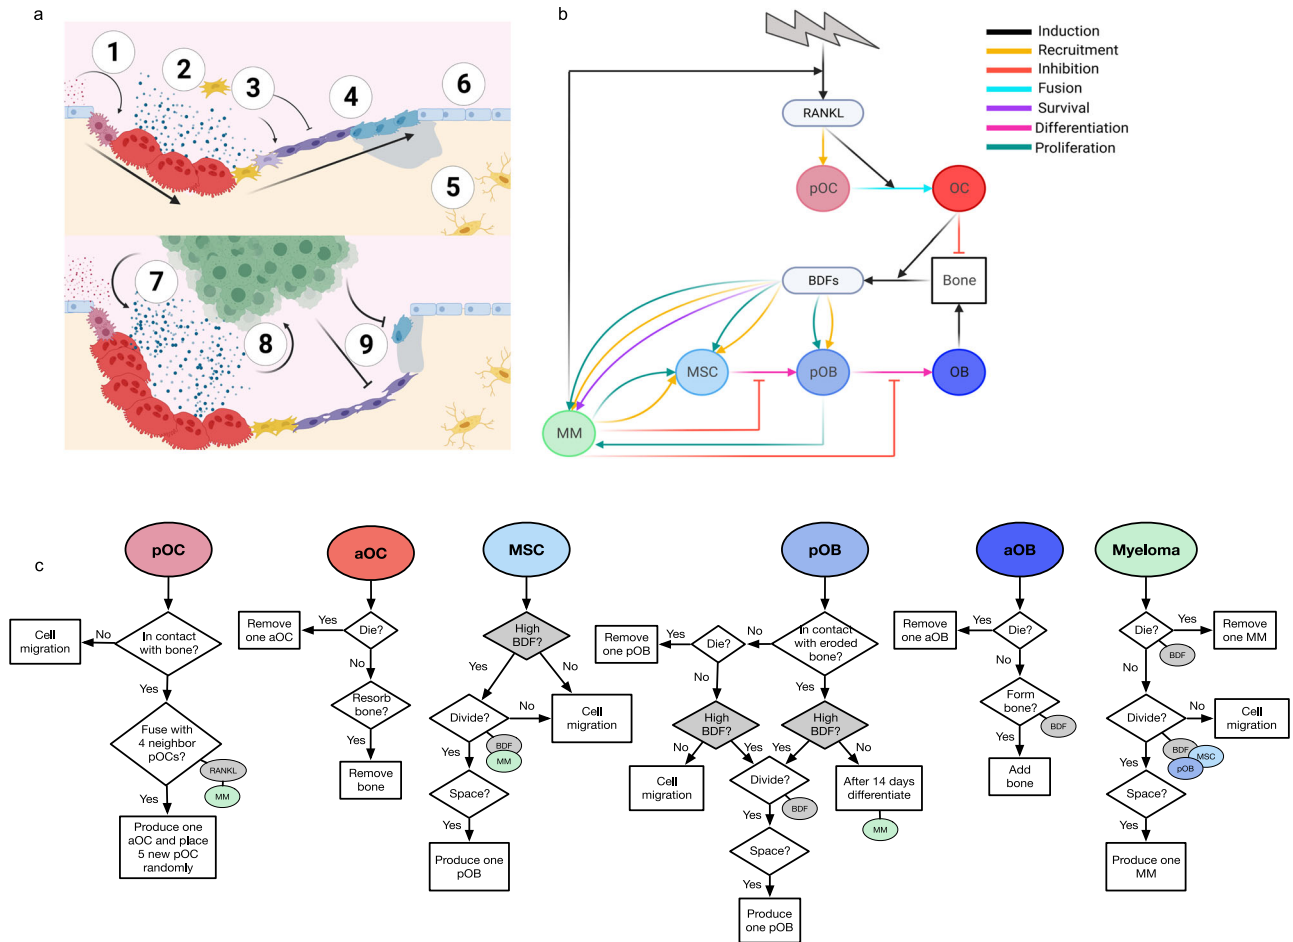 a
1
2
3
4
6
5
7
8
9
b
RANKL
pOC
OC
BDFs
Bone
MSC
pOB
OB
MM
Induction
Recruitment
Inhibition
Fusion
Survival
Differentiation
Proliferation
c
pOC
In contact
with bone?
No
Cell
migration
Yes
Fuse with
4 neighbor
pOCs?
RANKL
MM
Yes
Produce one
aOC and place
5 new pOC
randomly
aOC
Die?
Yes
Remove
one aOC
No
Resorb
bone?
Yes
Remove
bone
MSC
High
BDF?
Yes
No
Divide?
No
Cell
migration
BDF
MM
Yes
Space?
Yes
Produce one
pOB
pOB
In contact
with eroded
bone?
No
Die?
Yes
Remove
one pOB
No
Yes
High
BDF?
High
BDF?
No
Yes
Yes
No
Cell
migration
Divide?
BDF
After 14 days
differentiate
MM
Yes
Space?
Yes
Produce
one pOB
aOB
Die?
Yes
Remove
one aOB
No
Form
bone?
BDF
Yes
Add
bone
Myeloma
Die?
BDF
Yes
Remove
one MM
No
Divide?
No
Cell
migration
BDF
MSC
pOB
Yes
Space?
Yes
Produce one
MM